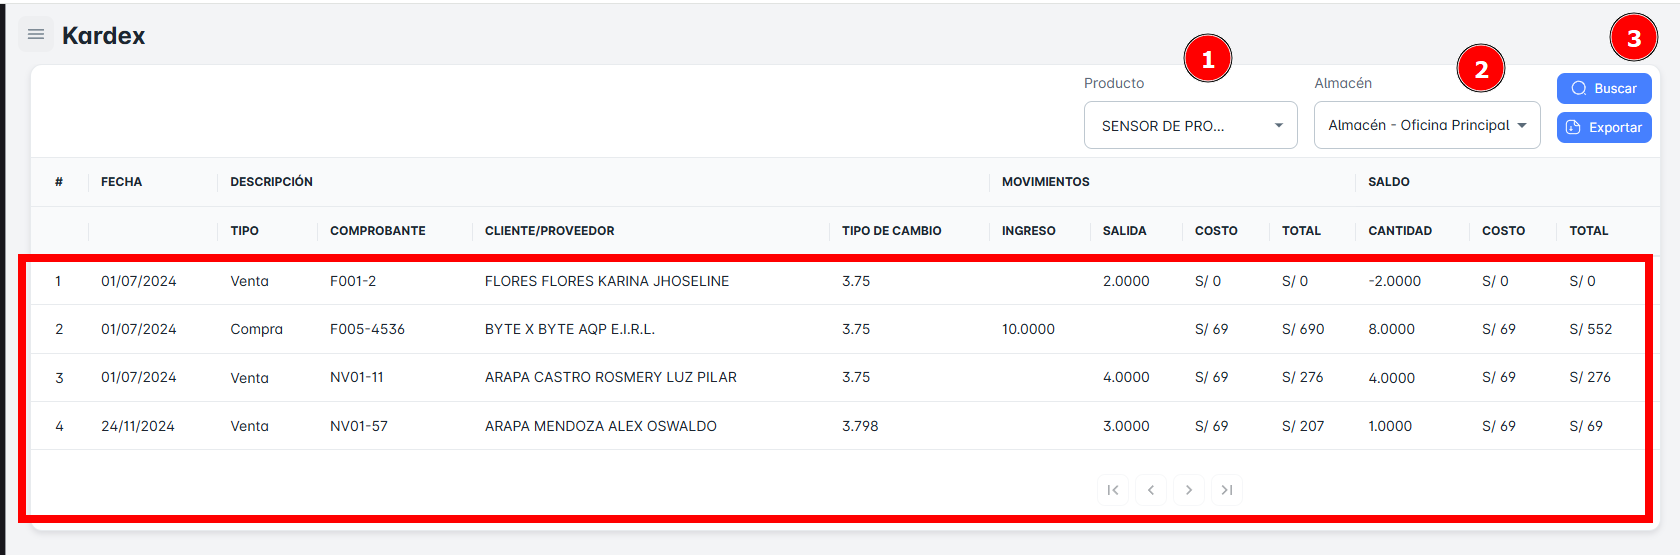 Kardex
1
2
3
Producto
Almacén
SENSOR DE PRO...
Almacén - Oficina Principal
Buscar
Exportar
# FECHA DESCRIPCIÓN MOVIMIENTOS SALDO
TIPO COMPROBANTE CLIENTE/PROVEEDOR TIPO DE CAMBIO INGRESO SALIDA COSTO TOTAL CANTIDAD COSTO TOTAL
1 01/07/2024 Venta F001-2 FLORES FLORES KARINA JHOSELINE 3.75 2.0000 S/ 0 S/ 0 -2.0000 S/ 0 S/ 0
2 01/07/2024 Compra F005-4536 BYTE X BYTE AQP E.I.R.L. 3.75 10.0000 S/ 69 S/ 690 8.0000 S/ 69 S/ 552
3 01/07/2024 Venta NV01-11 ARAPA CASTRO ROSMERY LUZ PILAR 3.75 4.0000 S/ 69 S/ 276 4.0000 S/ 69 S/ 276
4 24/11/2024 Venta NV01-57 ARAPA MENDOZA ALEX OSWALDO 3.798 3.0000 S/ 69 S/ 207 1.0000 S/ 69 S/ 69